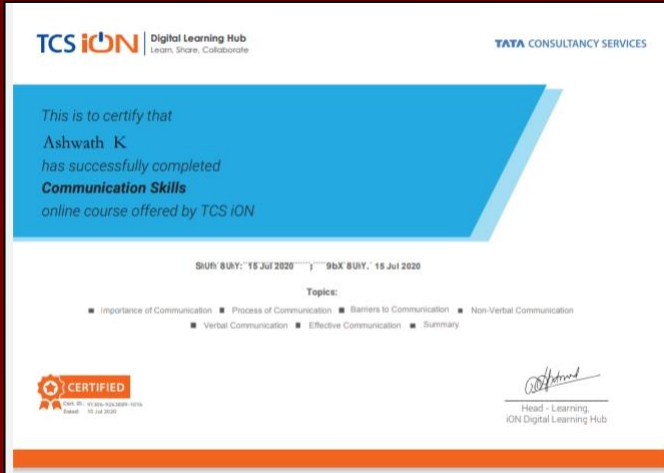 TCS iON
Digital Learning Hub
Learn, Share, Collaborate
TATA CONSULTANCY SERVICES
This is to certify that
Ashwath K
has successfully completed
Communication Skills
online course offered by TCS iON
15 Jul 2020 15 Jul 2020
Topics:
■ Importance of Communication ■ Process of Communication ■ Barriers to Communication ■ Non-Verbal Communication
■ Verbal Communication ■ Effective Communication ■ Summary
CERTIFIED
Cert. ID:
Dated: 15 Jul 2020
Head - Learning,
iON Digital Learning Hub